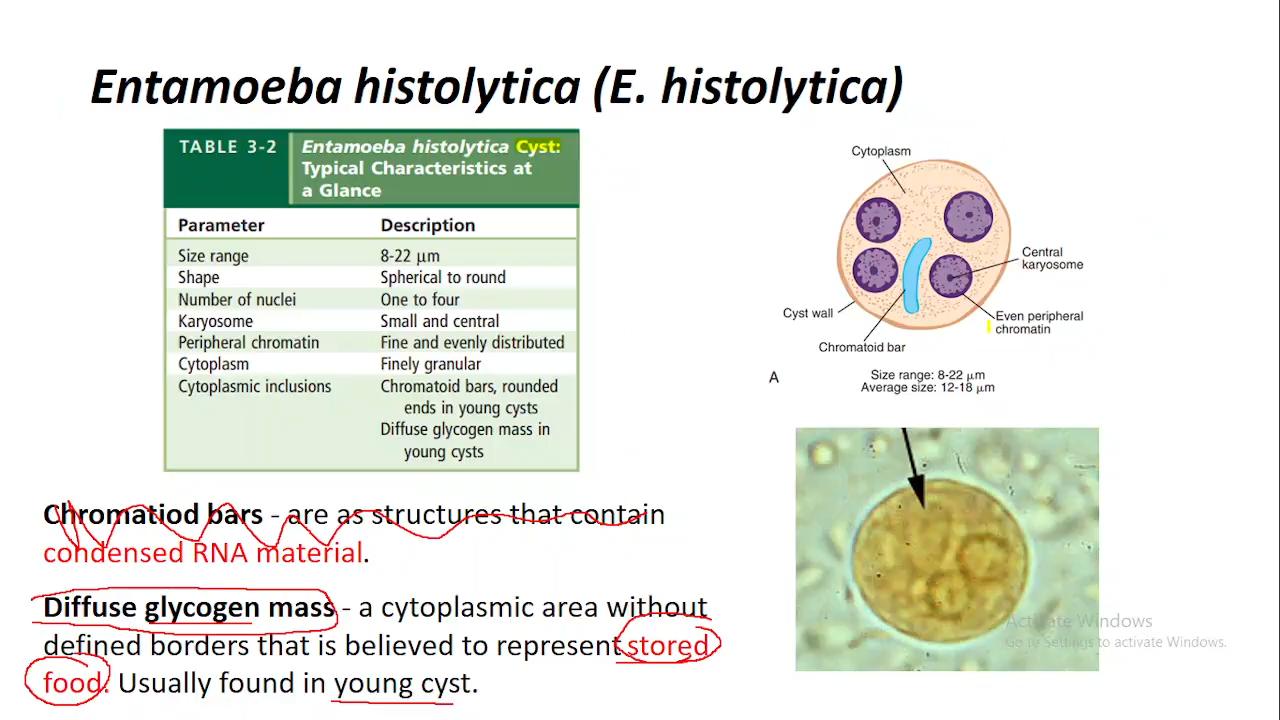 Entamoeba histolytica (E. histolytica)
TABLE 3-2
Entamoeba histolytica Cyst:
Typical Characteristics at
a Glance
Parameter Description
Size range 8-22 μm
Shape Spherical to round
Number of nuclei One to four
Karyosome Small and central
Peripheral chromatin Fine and evenly distributed
Cytoplasm Finely granular
Cytoplasmic inclusions Chromatoid bars, rounded
ends in young cysts
Diffuse glycogen mass in
young cysts
Cytoplasm
Central
karyosome
Cyst wall
Even peripheral
chromatin
Chromatoid bar
A
Size range: 8-22 μm
Average size: 12-18 μm
Chromatiod bars - are as structures that contain
condensed RNA material.
Diffuse glycogen mass - a cytoplasmic area without
defined borders that is believed to represent stored
food. Usually found in young cyst.
Activate Windows
Go to Settings to activate Windows.